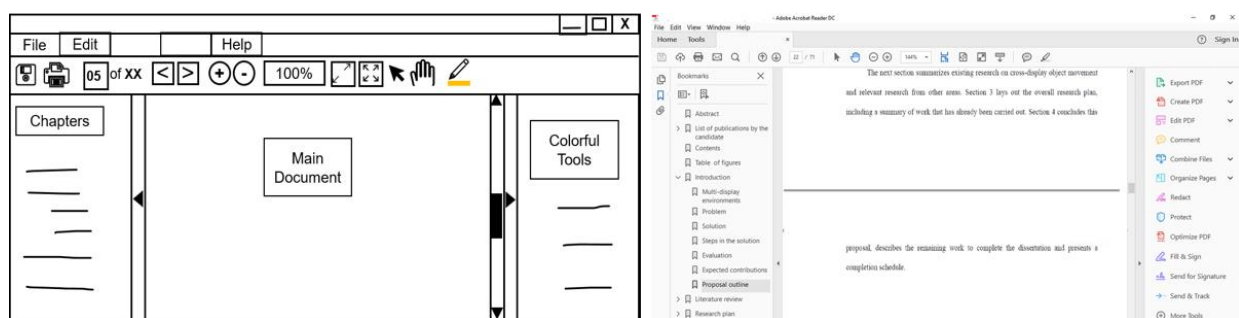 X
File Edit Help
05 of XX < > + - 100%
Chapters
Main
Document
Colorful
Tools
- Adobe Acrobat Reader DC
File Edit View Window Help
Home Tools
Sign In
22 / 71
144%
Bookmarks
Abstract
List of publications by the
candidate
Contents
Table of figures
Introduction
Multi-display
environments
Problem
Solution
Steps in the solution
Evaluation
Expected contributions
Proposal outline
Literature review
Research plan
The next section summarizes existing research on cross-display object movement
and relevant research from other areas. Section 3 lays out the overall research plan,
including a summary of work that has already been carried out. Section 4 concludes this
proposal, describes the remaining work to complete the dissertation and presents a
completion schedule.
Export PDF
Create PDF
Edit PDF
Comment
Combine Files
Organize Pages
Redact
Protect
Optimize PDF
Fill & Sign
Send for Signature
Send & Track
More Tools